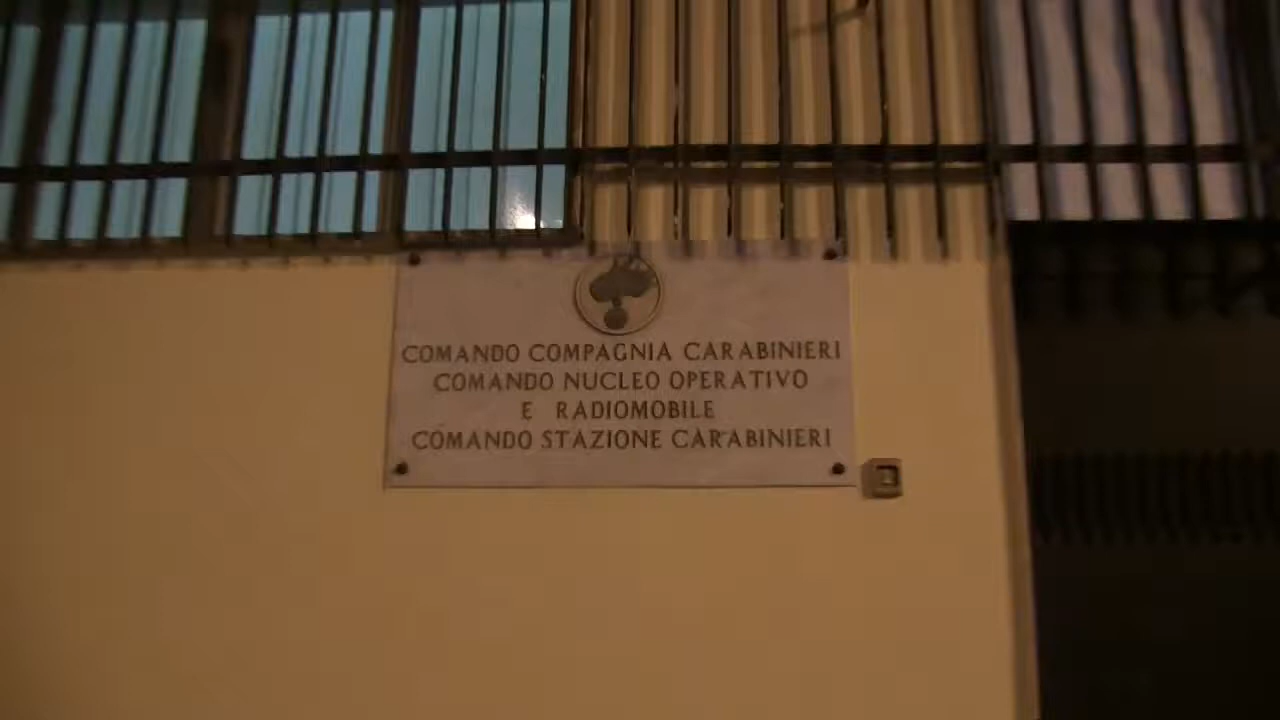 COMANDO COMPAGNIA CARABINIERI
COMANDO NUCLEO OPERATIVO
E RADIOMOBILE
COMANDO STAZIONE CARABINIERI